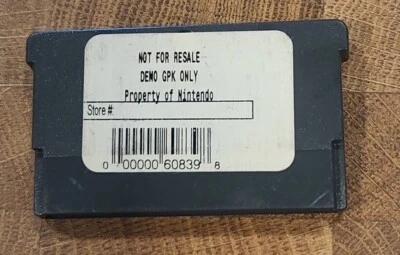 NOT FOR RESALE
DEMO GPK ONLY
Property of Nintendo
Store #:
0 00000 60839 8